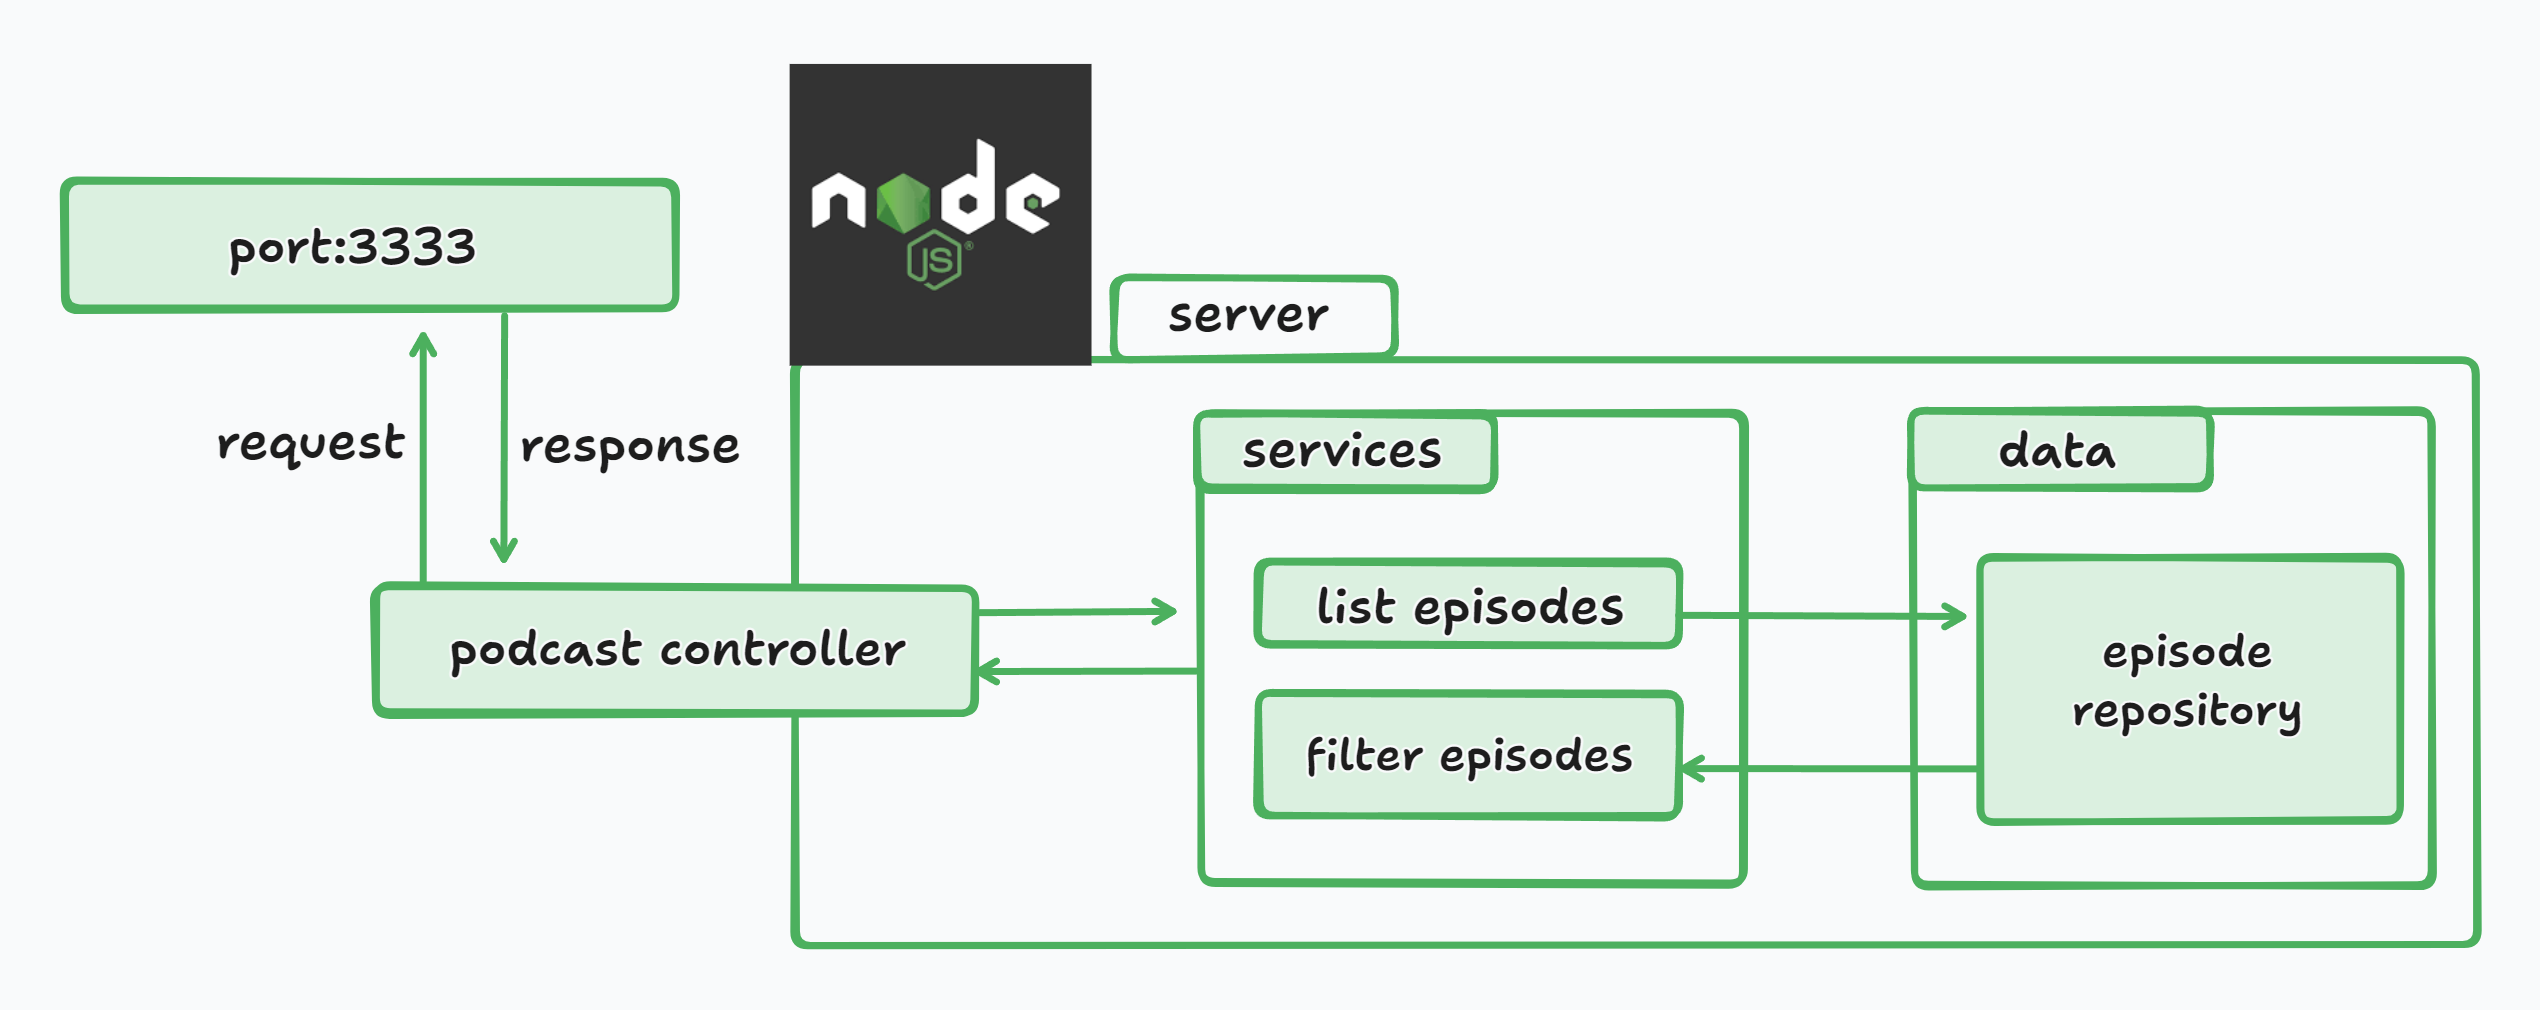 node
JS
port:3333
server
request
response
services
data
list episodes
podcast controller
episode
repository
filter episodes